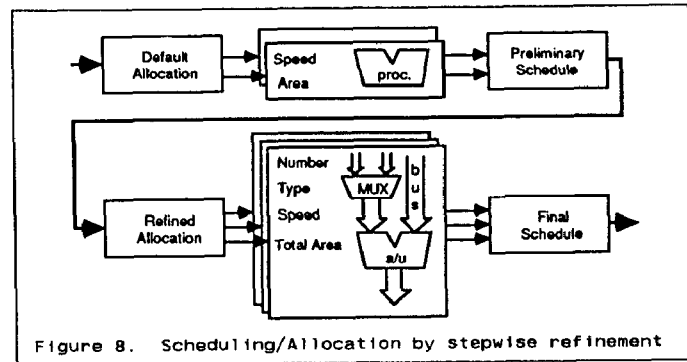 Default
Allocation
Speed
Area
proc.
Preliminary
Schedule
Refined
Allocation
Number
Type
Speed
Total Area
MUX
bus
a/u
Final
Schedule
Figure 8. Scheduling/Allocation by stepwise refinement